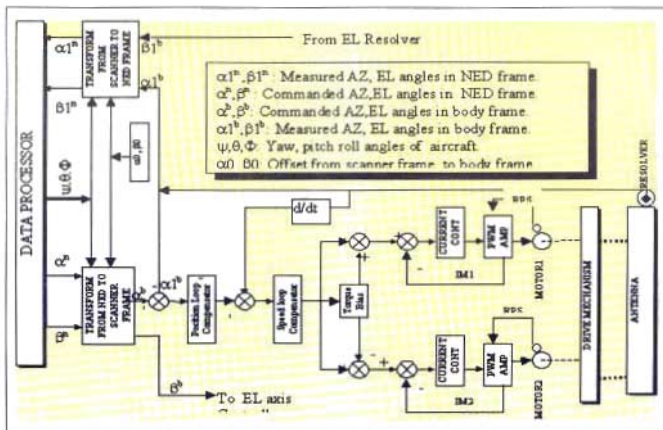 DATA PROCESSOR
α1ⁿ
β1ⁿ
TRANSFORM
FROM
SCANNER TO
NED FRAME
β1ᵇ
α1ᵇ
From EL Resolver
α1ⁿ,β1ⁿ: Measured AZ, EL angles in NED frame.
αⁿ,βⁿ: Commanded AZ,EL angles in NED frame.
αᵇ,βᵇ: Commanded AZ,EL angles in body frame.
α1ᵇ,β1ᵇ: Measured AZ, EL angles in body frame.
Ψ,θ,Φ: Yaw, pitch roll angles of aircraft.
α0,β0: Offset from scanner frame to body frame
ψ,θ,Φ
α0,β0
αⁿ
βⁿ
TRANSFORM
FROM NED TO
SCANNER
FRAME
αᵇ
-
α1ᵇ
Position Loop
Compensator
-
d/dt
Speed loop
Compensator
Torque
Bias
+
+
-
CURRENT
CONT
PWM
AMP
IM1
MOTOR1
-
+
-
CURRENT
CONT
PWM
AMP
IM2
MOTOR2
DRIVE MECHANISM
ANTENNA
RESOLVER
βᵇ
To EL axis